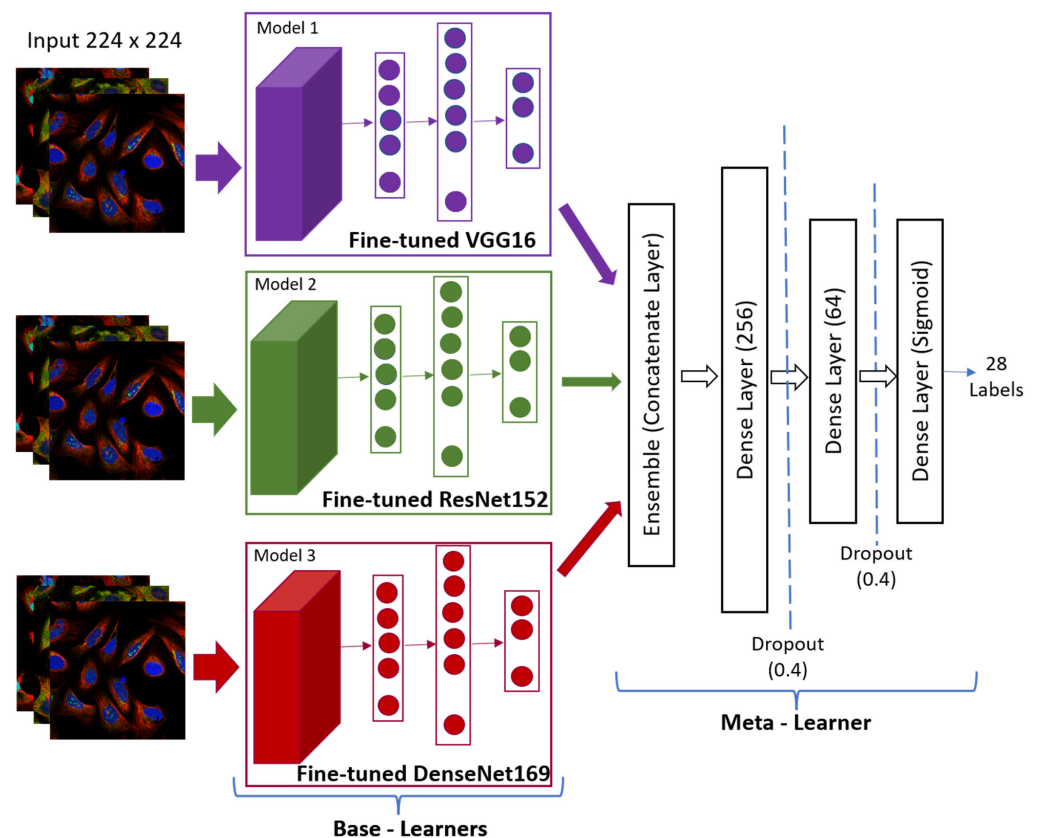 Input 224 x 224
Model 1
Fine-tuned VGG16
Model 2
Fine-tuned ResNet152
Model 3
Fine-tuned DenseNet169
Base - Learners
Ensemble (Concatenate Layer)
Dense Layer (256)
Dropout
(0.4)
Dense Layer (64)
Dropout
(0.4)
Dense Layer (Sigmoid)
28
Labels
Meta - Learner